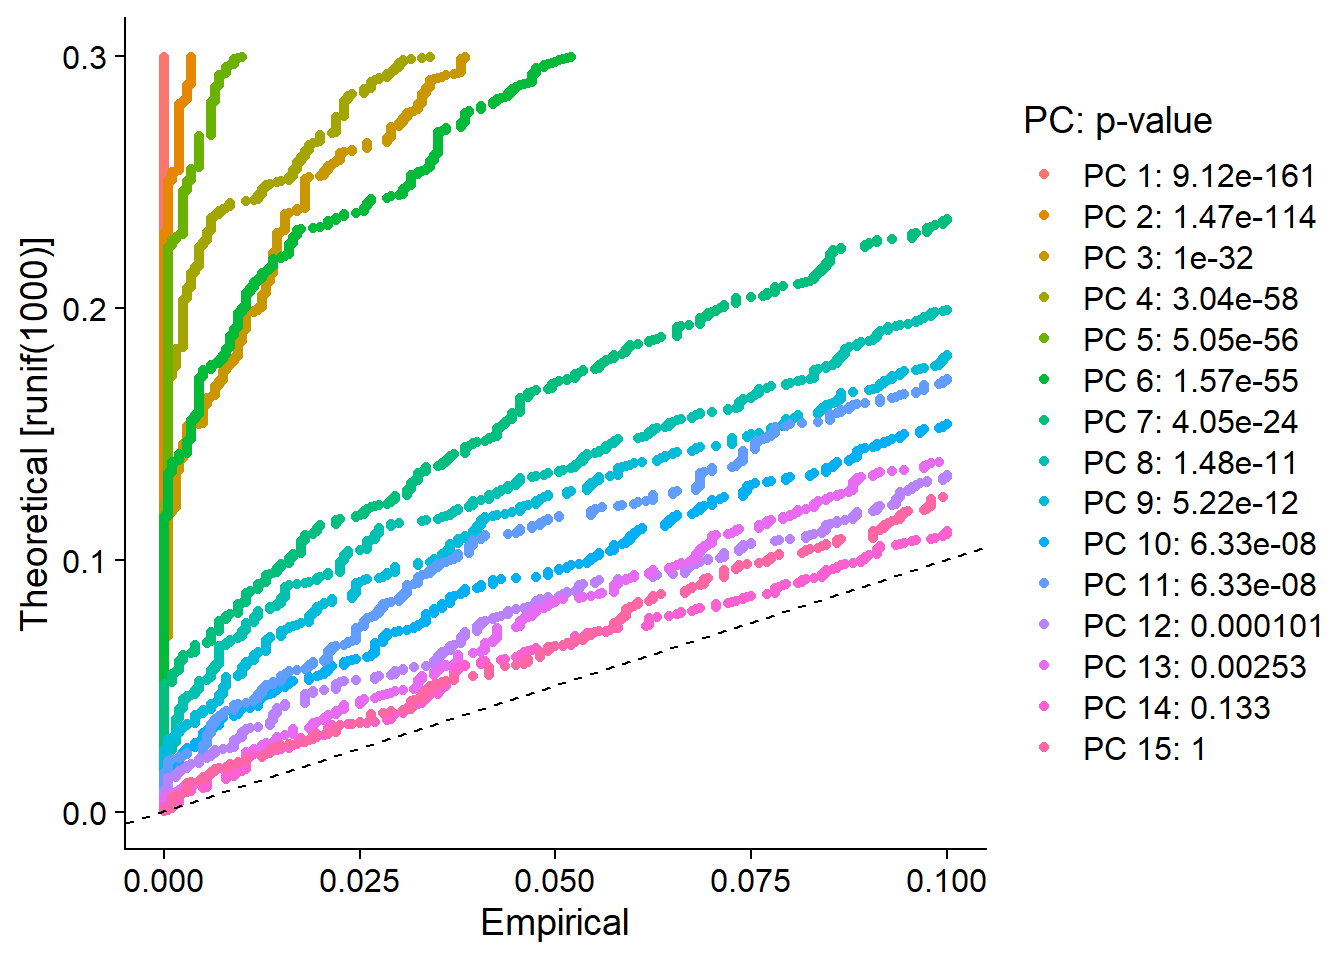 0.3
0.2
0.1
0.0
Theoretical [runif(1000)]
0.000 0.025 0.050 0.075 0.100
Empirical
PC: p-value
PC 1: 9.12e-161
PC 2: 1.47e-114
PC 3: 1e-32
PC 4: 3.04e-58
PC 5: 5.05e-56
PC 6: 1.57e-55
PC 7: 4.05e-24
PC 8: 1.48e-11
PC 9: 5.22e-12
PC 10: 6.33e-08
PC 11: 6.33e-08
PC 12: 0.000101
PC 13: 0.00253
PC 14: 0.133
PC 15: 1